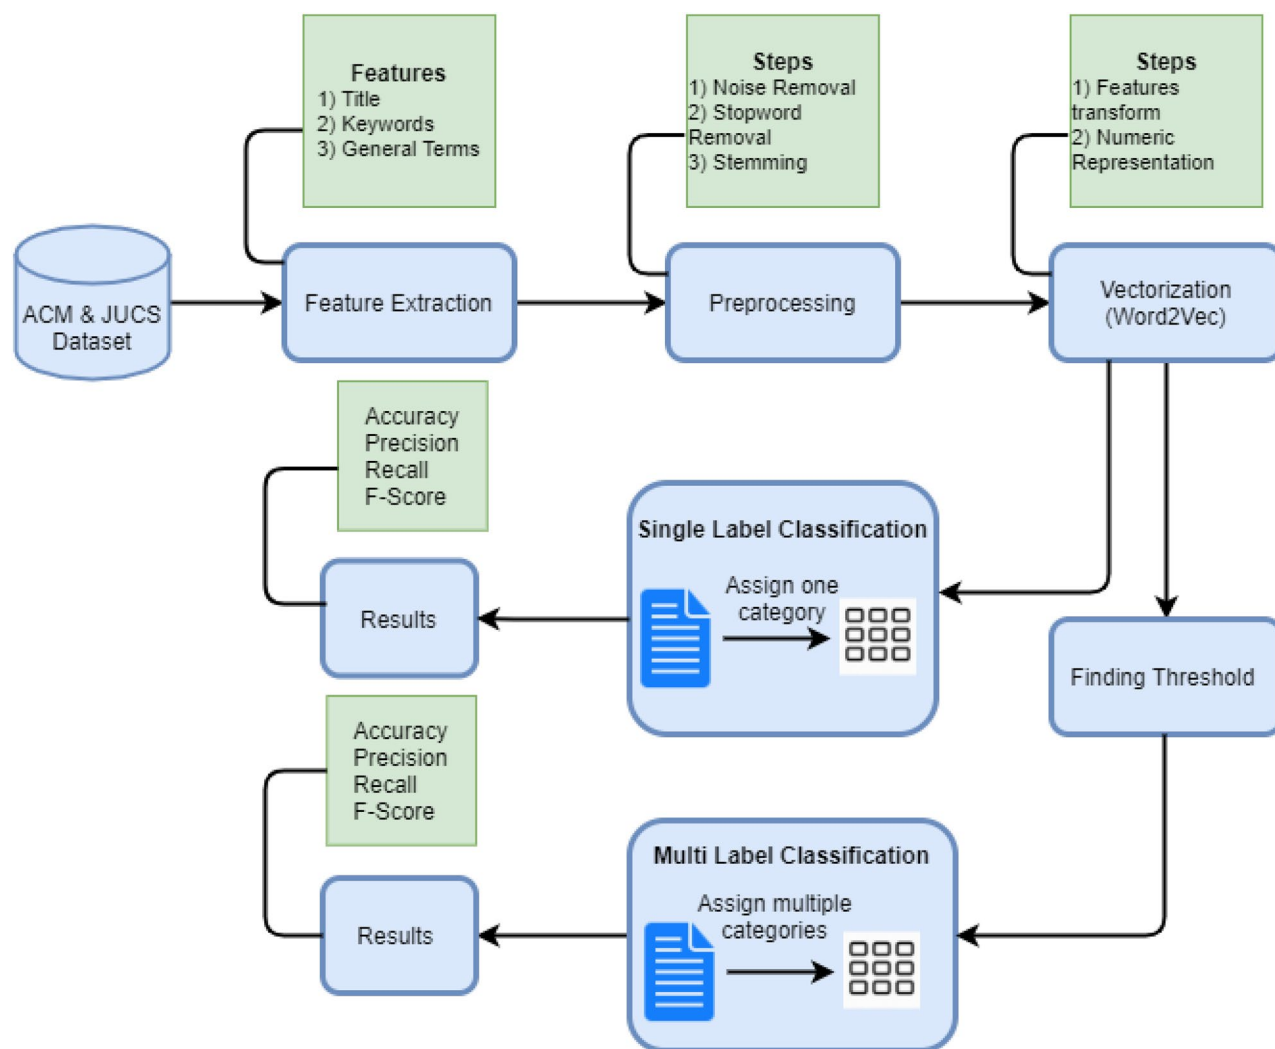 Features
1) Title
2) Keywords
3) General Terms
Steps
1) Noise Removal
2) Stopword
Removal
3) Stemming
Steps
1) Features
transform
2) Numeric
Representation
ACM & JUCS
Dataset
Feature Extraction
Preprocessing
Vectorization
(Word2Vec)
Accuracy
Precision
Recall
F-Score
Single Label Classification
Assign one
category
Results
Finding Threshold
Accuracy
Precision
Recall
F-Score
Multi Label Classification
Assign multiple
categories
Results